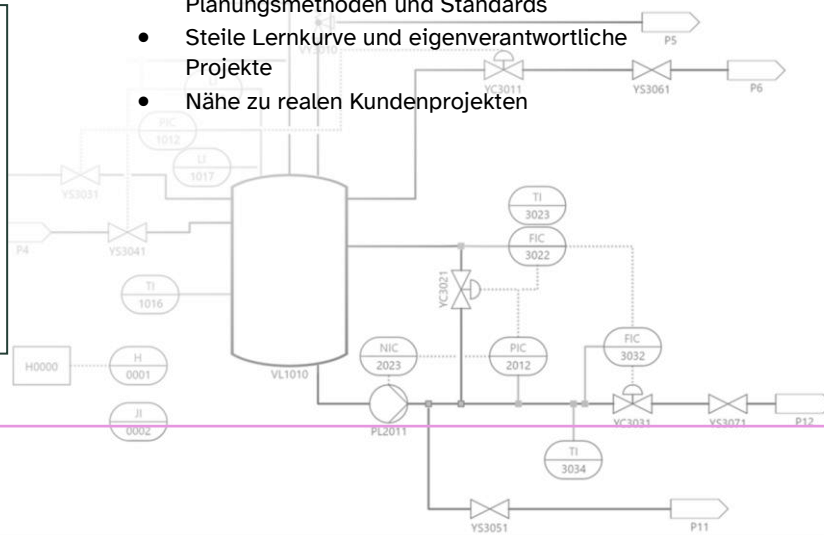 Planungsmethoden und Standards
● Steile Lernkurve und eigenverantwortliche
Projekte
● Nähe zu realen Kundenprojekten
P5
YC3011
YS3061
P6
FIC
1012
LI
1017
YS3031
P4
YS3041
TI
3023
FIC
3022
YC3021
TI
1016
H0000
H
0001
VL1010
NIC
2023
PIC
2012
FIC
3032
JI
0002
PL2011
YC3031
YS3071
P12
TI
3034
YS3051
P11